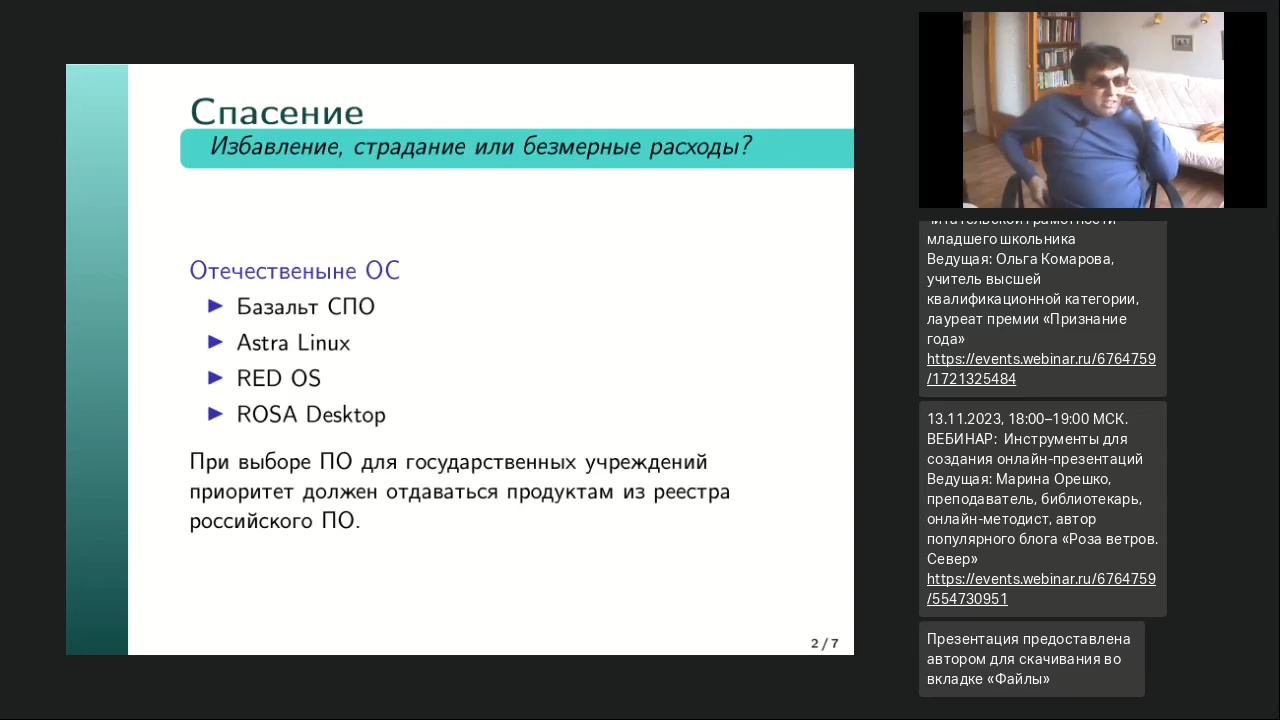 Спасение
Избавление, страдание или безмерные расходы?
Отечественыне ОС
Базальт СПО
Astra Linux
RED OS
ROSA Desktop
При выборе ПО для государственных учреждений
приоритет должен отдаваться продуктам из реестра
российского ПО.
2 / 7
читательской грамотности
младшего школьника
Ведущая: Ольга Комарова,
учитель высшей
квалификационной категории,
лауреат премии «Признание
года»
https://events.webinar.ru/6764759
/1721325484
13.11.2023, 18:00–19:00 МСК.
ВЕБИНАР: Инструменты для
создания онлайн-презентаций
Ведущая: Марина Орешко,
преподаватель, библиотекарь,
онлайн-методист, автор
популярного блога «Роза ветров.
Север»
https://events.webinar.ru/6764759
/554730951
Презентация предоставлена
автором для скачивания во
вкладке «Файлы»